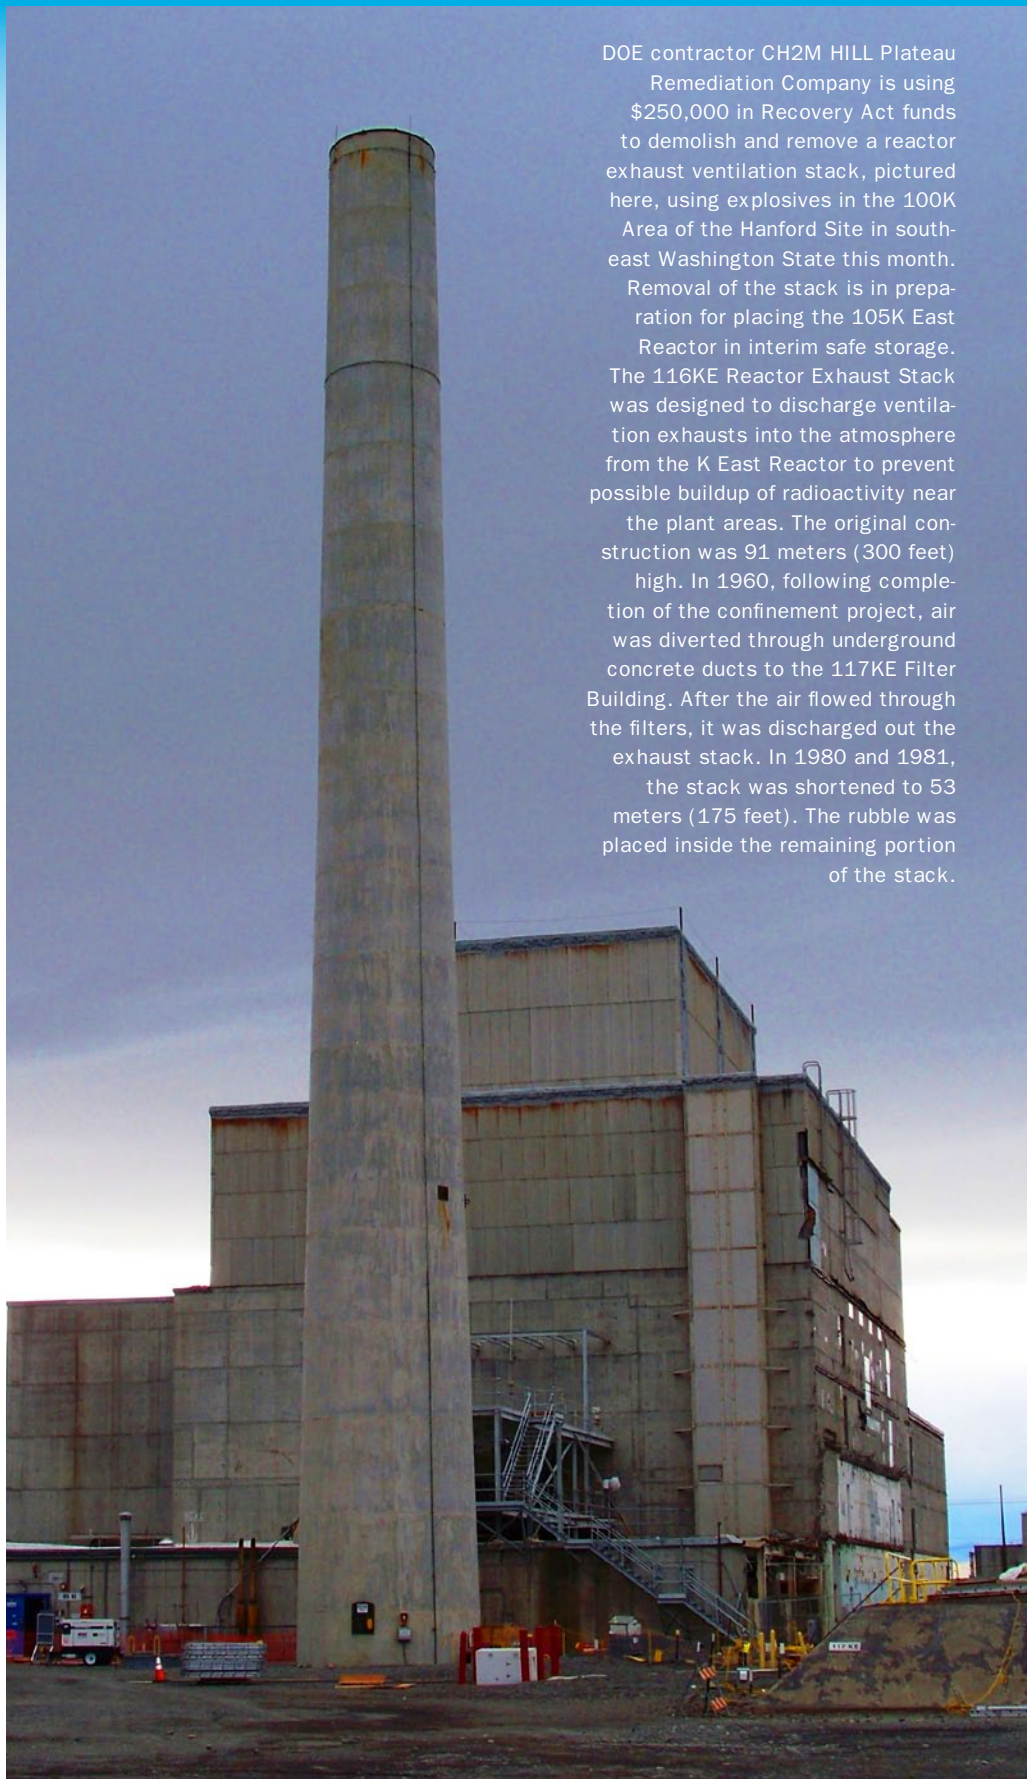 DOE contractor CH2M HILL Plateau
Remediation Company is using
$250,000 in Recovery Act funds
to demolish and remove a reactor
exhaust ventilation stack, pictured
here, using explosives in the 100K
Area of the Hanford Site in south-
east Washington State this month.
Removal of the stack is in prepa-
ration for placing the 105K East
Reactor in interim safe storage.
The 116KE Reactor Exhaust Stack
was designed to discharge ventila-
tion exhausts into the atmosphere
from the K East Reactor to prevent
possible buildup of radioactivity near
the plant areas. The original con-
struction was 91 meters (300 feet)
high. In 1960, following comple-
tion of the confinement project, air
was diverted through underground
concrete ducts to the 117KE Filter
Building. After the air flowed through
the filters, it was discharged out the
exhaust stack. In 1980 and 1981,
the stack was shortened to 53
meters (175 feet). The rubble was
placed inside the remaining portion
of the stack.
117 KE